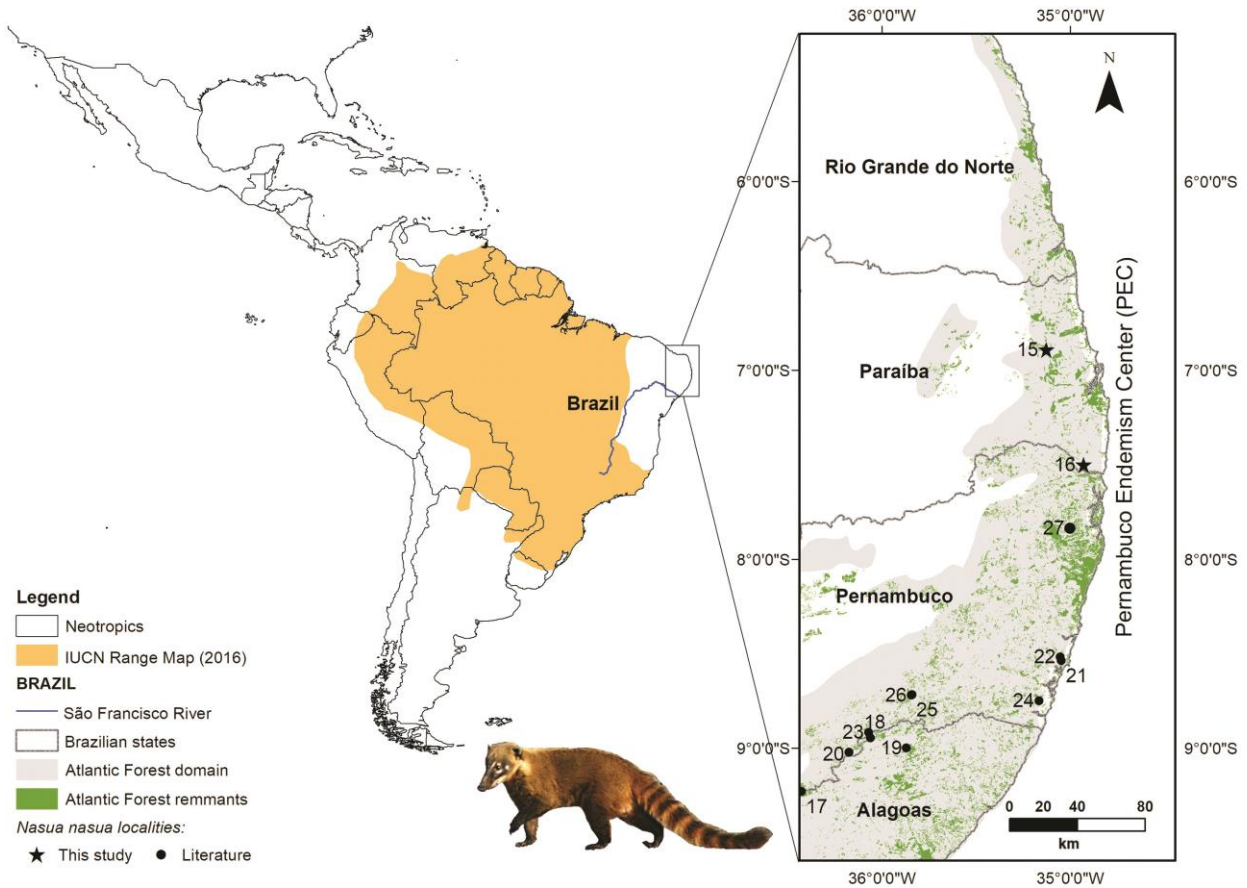 36°0'0"W
35°0'0"W
N
Rio Grande do Norte
6°0'0"S
6°0'0"S
15
Paraíba
7°0'0"S
7°0'0"S
Brazil
16
27
Pernambuco Endemism Center (PEC)
8°0'0"S
8°0'0"S
Pernambuco
22
21
26
25
24
18
23
19
20
9°0'0"S
9°0'0"S
17
Alagoas
0 20 40 80
km
36°0'0"W
35°0'0"W
Legend
Neotropics
IUCN Range Map (2016)
BRAZIL
São Francisco River
Brazilian states
Atlantic Forest domain
Atlantic Forest remmants
Nasua nasua localities:
This study
Literature